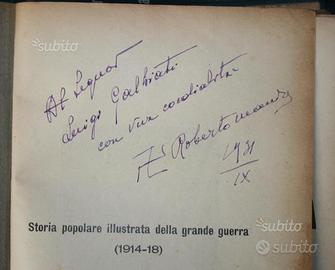 subito
Al Signor
Luigi Galbiati
con viva cordialità
Roberto
1931
IX
Storia popolare illustrata della grande guerra
(1914-18)
subito
subito